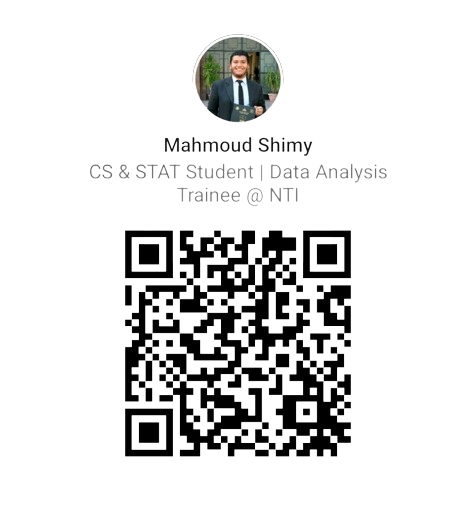 Mahmoud Shimy
CS & STAT Student | Data Analysis
Trainee @ NTI